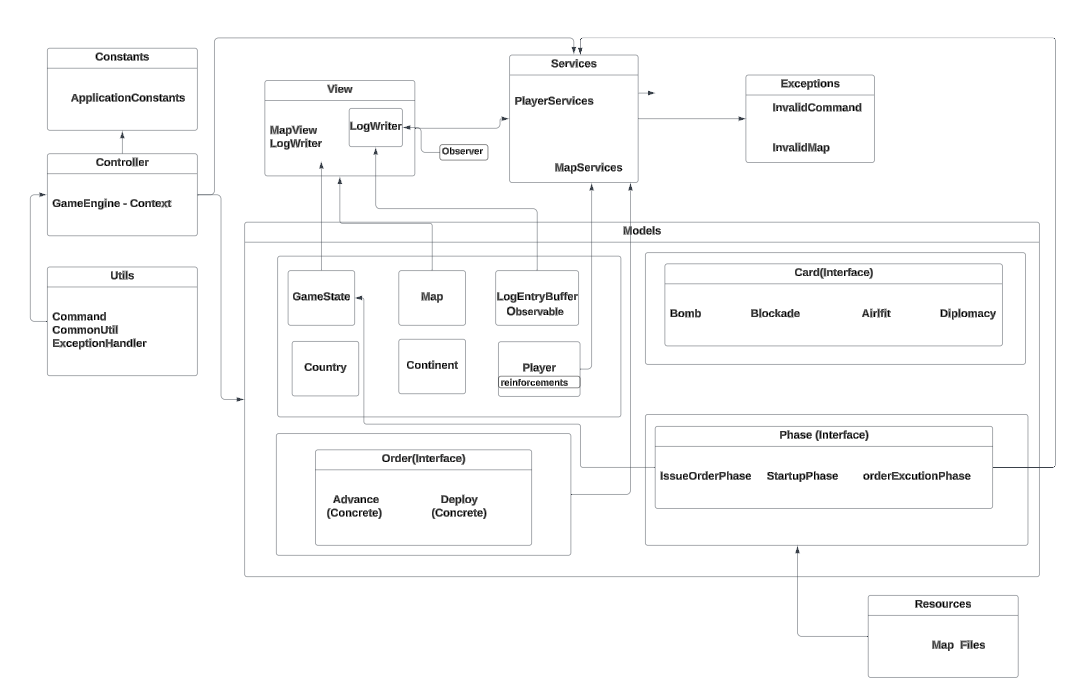 Constants
ApplicationConstants
Controller
GameEngine - Context
Utils
Command
CommonUtil
ExceptionHandler
View
MapView
LogWriter
LogWriter
Observer
Services
PlayerServices
MapServices
Exceptions
InvalidCommand
InvalidMap
Models
GameState
Map
LogEntryBuffer
Observable
Country
Continent
Player
reinforcements
Card(Interface)
Bomb
Blockade
Airlfit
Diplomacy
Order(Interface)
Advance
(Concrete)
Deploy
(Concrete)
Phase (Interface)
IssueOrderPhase
StartupPhase
orderExcutionPhase
Resources
Map Files